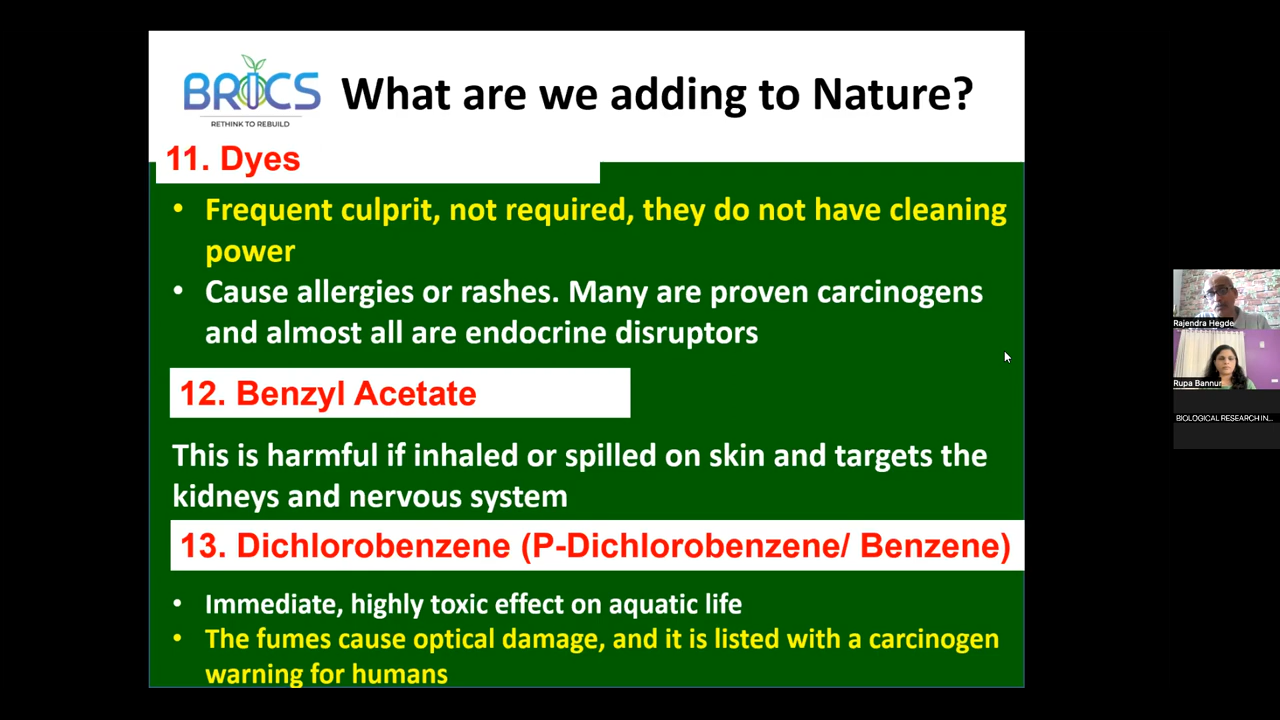 BRICS
RETHINK TO REBUILD
What are we adding to Nature?
11. Dyes
• Frequent culprit, not required, they do not have cleaning
power
• Cause allergies or rashes. Many are proven carcinogens
and almost all are endocrine disruptors
12. Benzyl Acetate
This is harmful if inhaled or spilled on skin and targets the
kidneys and nervous system
13. Dichlorobenzene (P-Dichlorobenzene/ Benzene)
• Immediate, highly toxic effect on aquatic life
• The fumes cause optical damage, and it is listed with a carcinogen
warning for humans
Rajendra Hegde
Rupa Bannur
BIOLOGICAL RESEARCH IN...